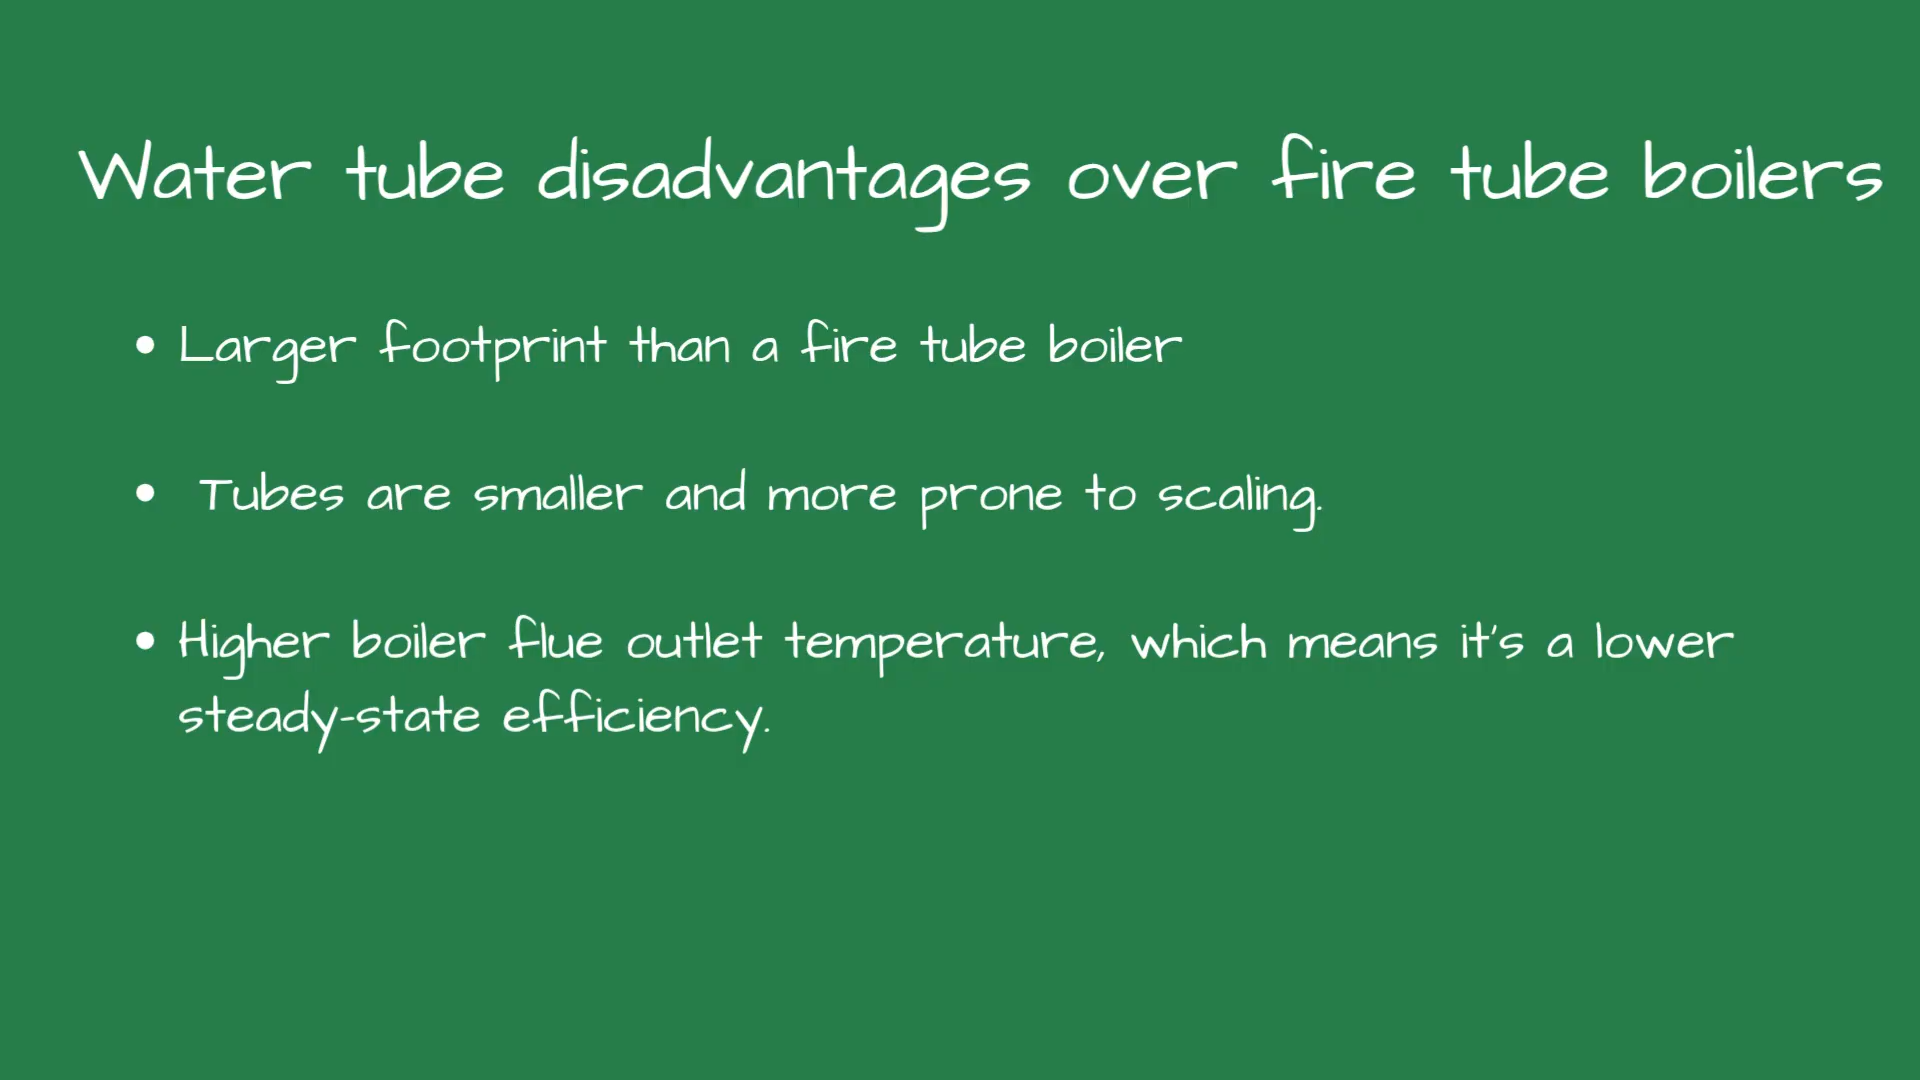 Water tube disadvantages over fire tube boilers
• Larger footprint than a fire tube boiler
• Tubes are smaller and more prone to scaling.
• Higher boiler flue outlet temperature, which means it's a lower
steady-state efficiency.